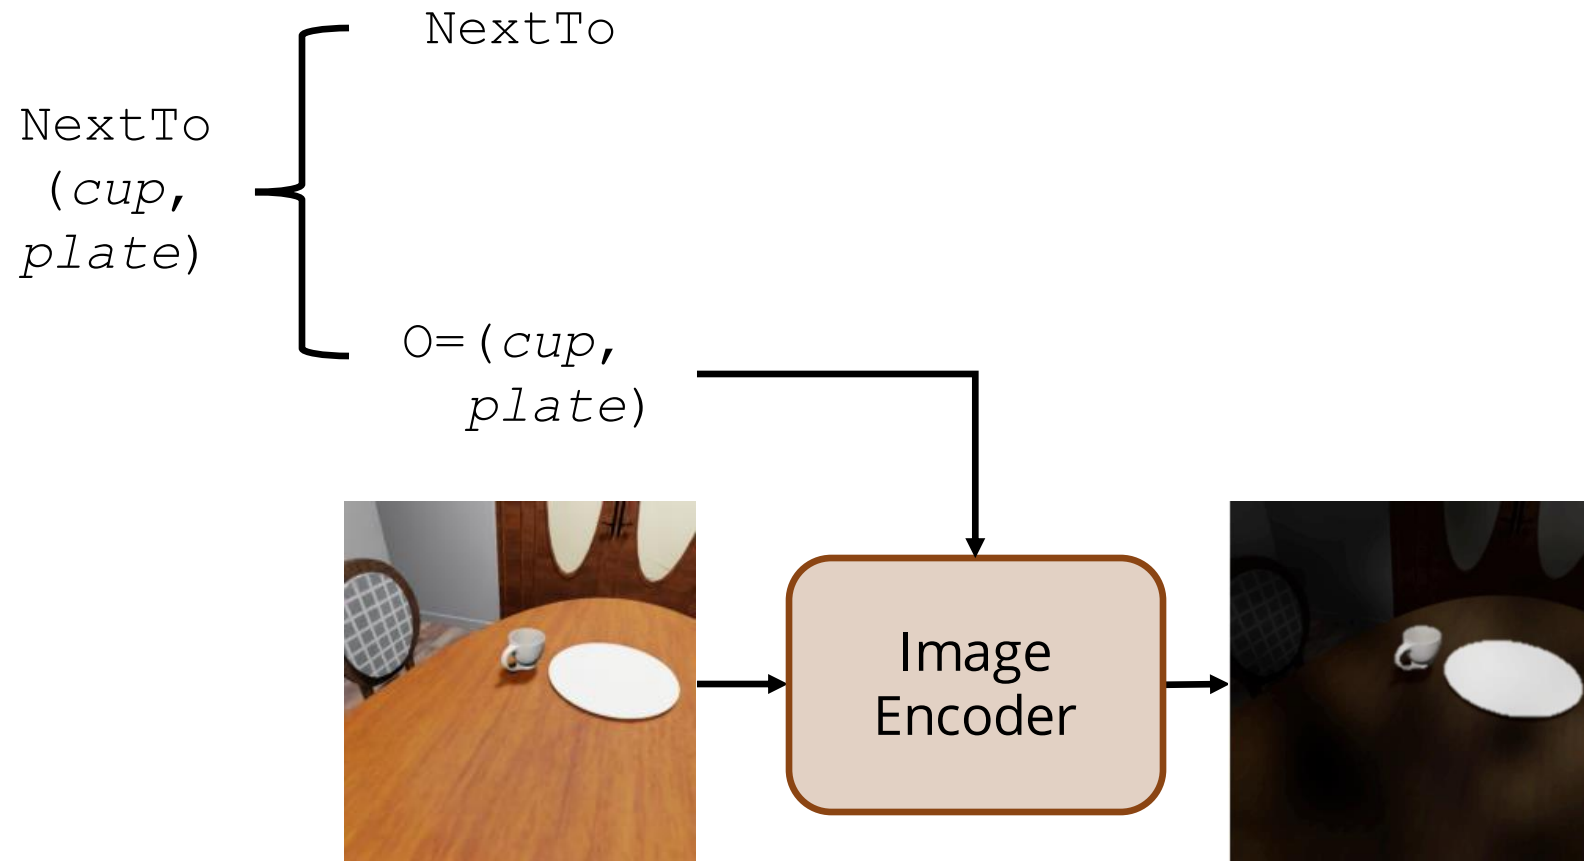 NextTo
NextTo
(cup,
plate)
O=(cup,
plate)
Image
Encoder